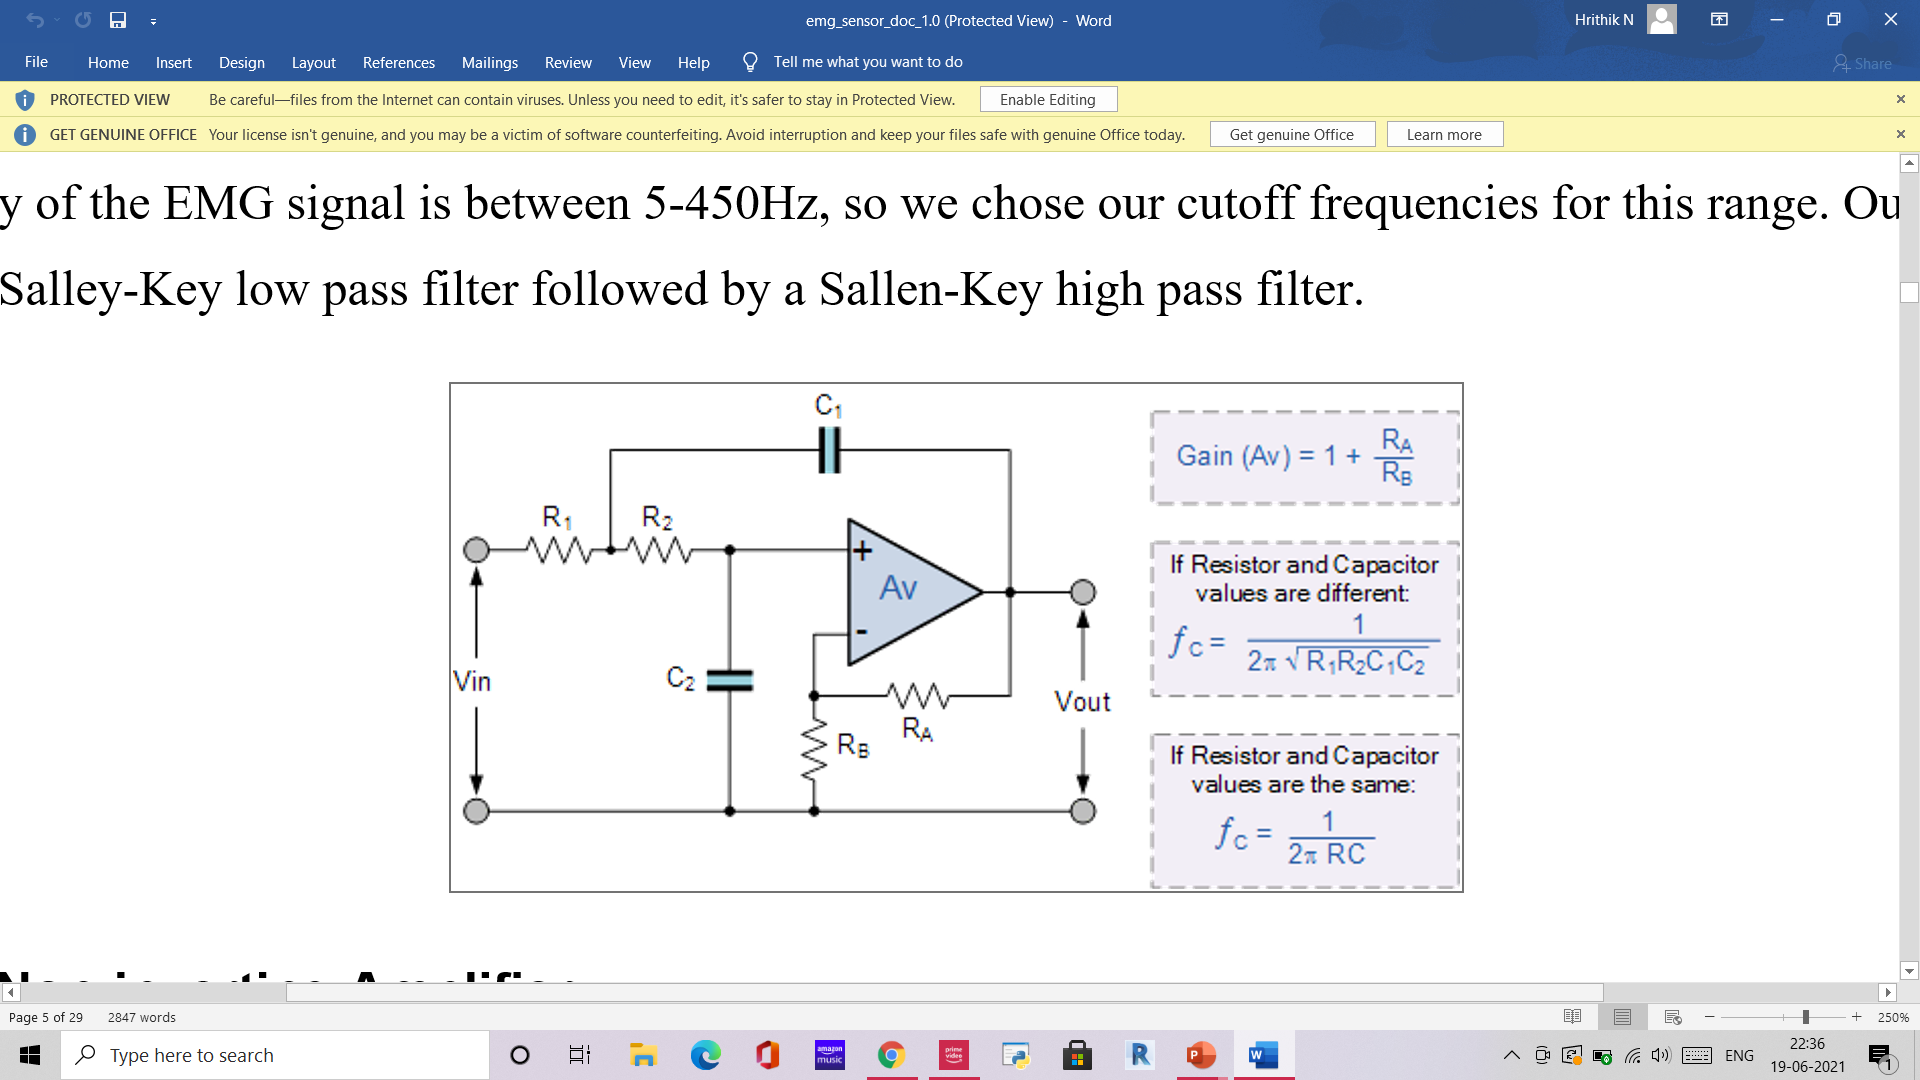 emg_sensor_doc_1.0 (Protected View) - Word
Hrithik N
File Home Insert Design Layout References Mailings Review View Help Tell me what you want to do
Share
PROTECTED VIEW Be careful—files from the Internet can contain viruses. Unless you need to edit, it's safer to stay in Protected View. Enable Editing
GET GENUINE OFFICE Your license isn't genuine, and you may be a victim of software counterfeiting. Avoid interruption and keep your files safe with genuine Office today. Get genuine Office Learn more
y of the EMG signal is between 5-450Hz, so we chose our cutoff frequencies for this range. Ou
Salley-Key low pass filter followed by a Sallen-Key high pass filter.
C1
R1 R2
+
Av
-
C2
Vin
RB
RA
Vout
Gain (Av) = 1 + RA/RB
If Resistor and Capacitor
values are different:
fC = 1 / 2π √R1R2C1C2
If Resistor and Capacitor
values are the same:
fC = 1 / 2π RC
Page 5 of 29 2847 words
250%
Type here to search
amazon music
prime video
ENG
22:36
19-06-2021
1